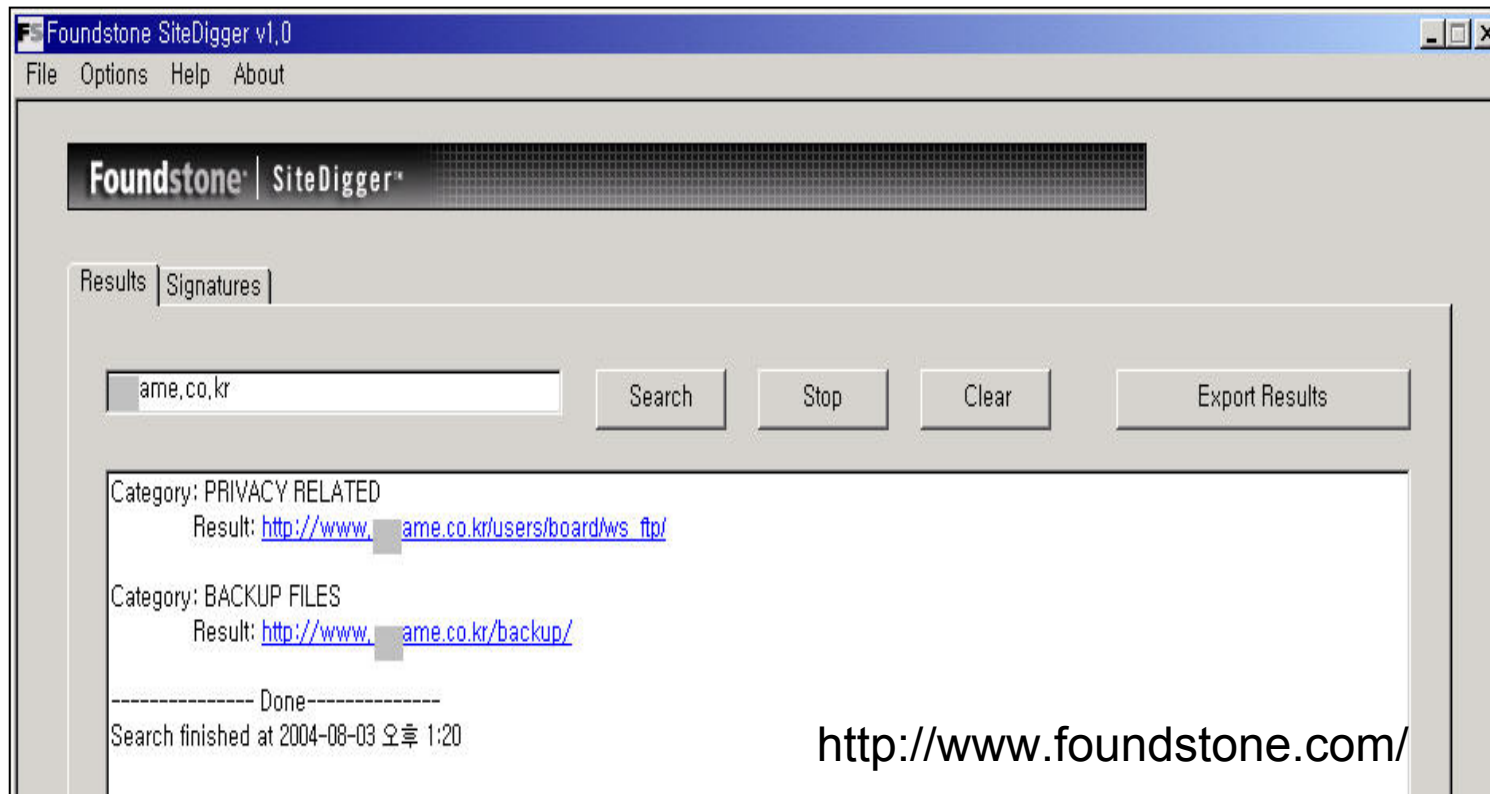 FS Foundstone SiteDigger v1,0
File Options Help About
Foundstone | SiteDigger™
Results Signatures
ame,co,kr Search Stop Clear Export Results
Category: PRIVACY RELATED
Result: http://www, ame.co.kr/users/board/ws_ftp/
Category: BACKUP FILES
Result: http://www, ame.co.kr/backup/
--------------- Done--------------
Search finished at 2004-08-03 오후 1:20
http://www.foundstone.com/